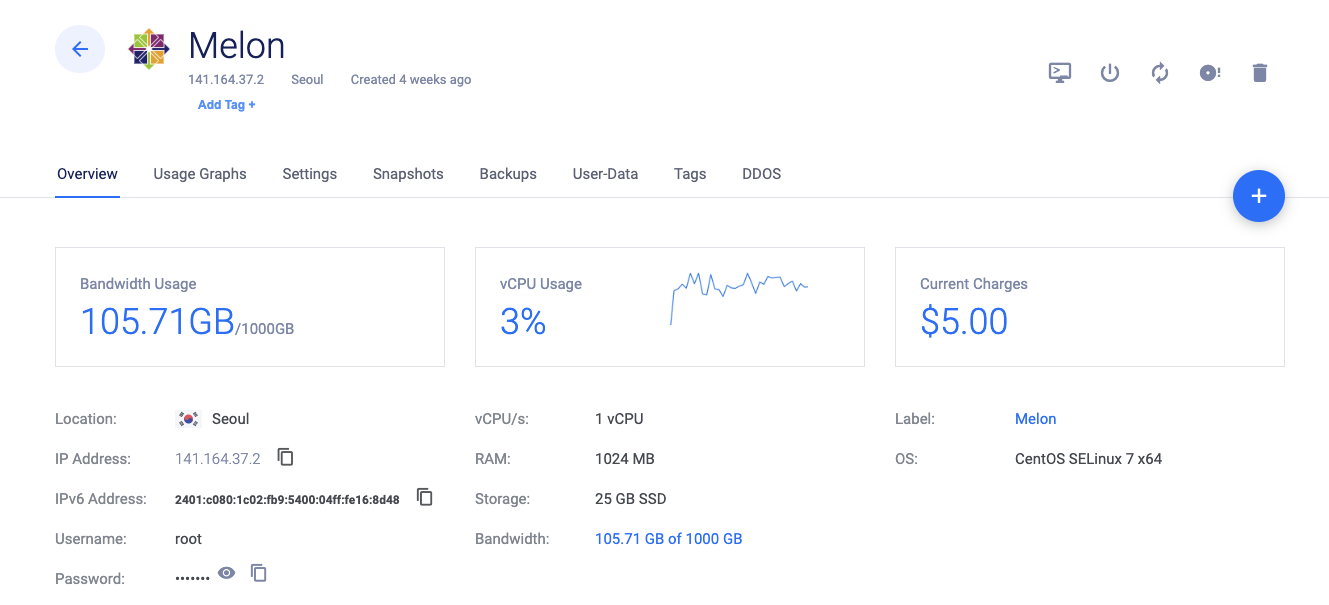 Melon
141.164.37.2 Seoul Created 4 weeks ago
Add Tag +
Overview Usage Graphs Settings Snapshots Backups User-Data Tags DDOS
Bandwidth Usage
105.71GB/1000GB
vCPU Usage
3%
Current Charges
$5.00
Location: Seoul
IP Address: 141.164.37.2
IPv6 Address: 2401:c080:1c02:fb9:5400:04ff:fe16:8d48
Username: root
Password: •••••••
vCPU/s: 1 vCPU
RAM: 1024 MB
Storage: 25 GB SSD
Bandwidth: 105.71 GB of 1000 GB
Label: Melon
OS: CentOS SELinux 7 x64